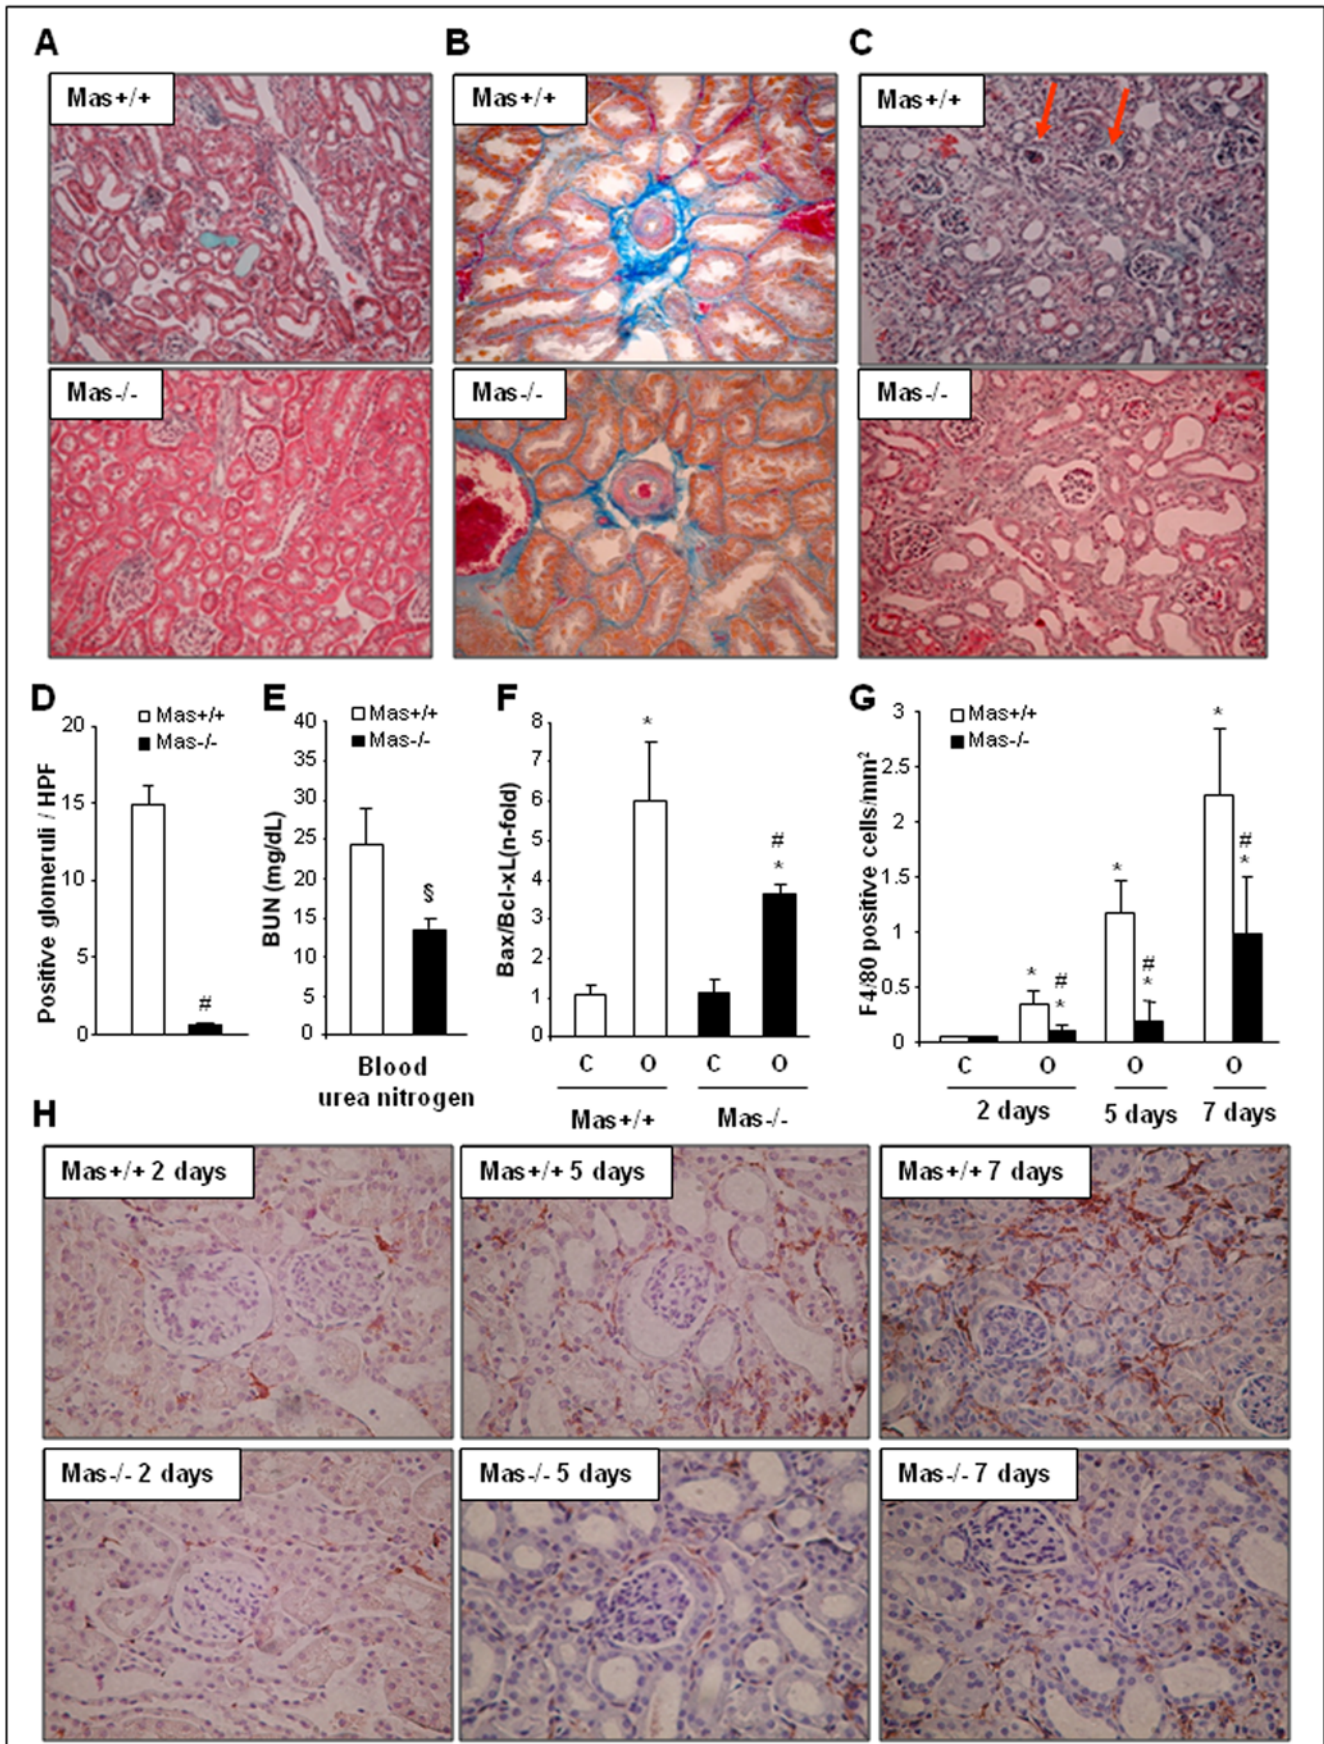 A
B
C
Mas+/+
Mas+/+
Mas+/+
Mas-/-
Mas-/-
Mas-/-
D
E
F
G
Mas+/+
Mas-/-
20
15
10
5
0
Positive glomeruli / HPF
#
Mas+/+
Mas-/-
40
35
30
25
20
15
10
5
0
BUN (mg/dL)
§
Blood
urea nitrogen
8
7
6
5
4
3
2
1
0
Bax/Bcl-xL(n-fold)
*
#
*
C O C O
Mas+/+ Mas-/-
Mas+/+
Mas-/-
3
2.5
2
1.5
1
0.5
0
F4/80 positive cells/mm²
*
#
*
*
#
*
*
#
*
C O O O
2 days 5 days 7 days
H
Mas+/+ 2 days
Mas+/+ 5 days
Mas+/+ 7 days
Mas-/- 2 days
Mas-/- 5 days
Mas-/- 7 days